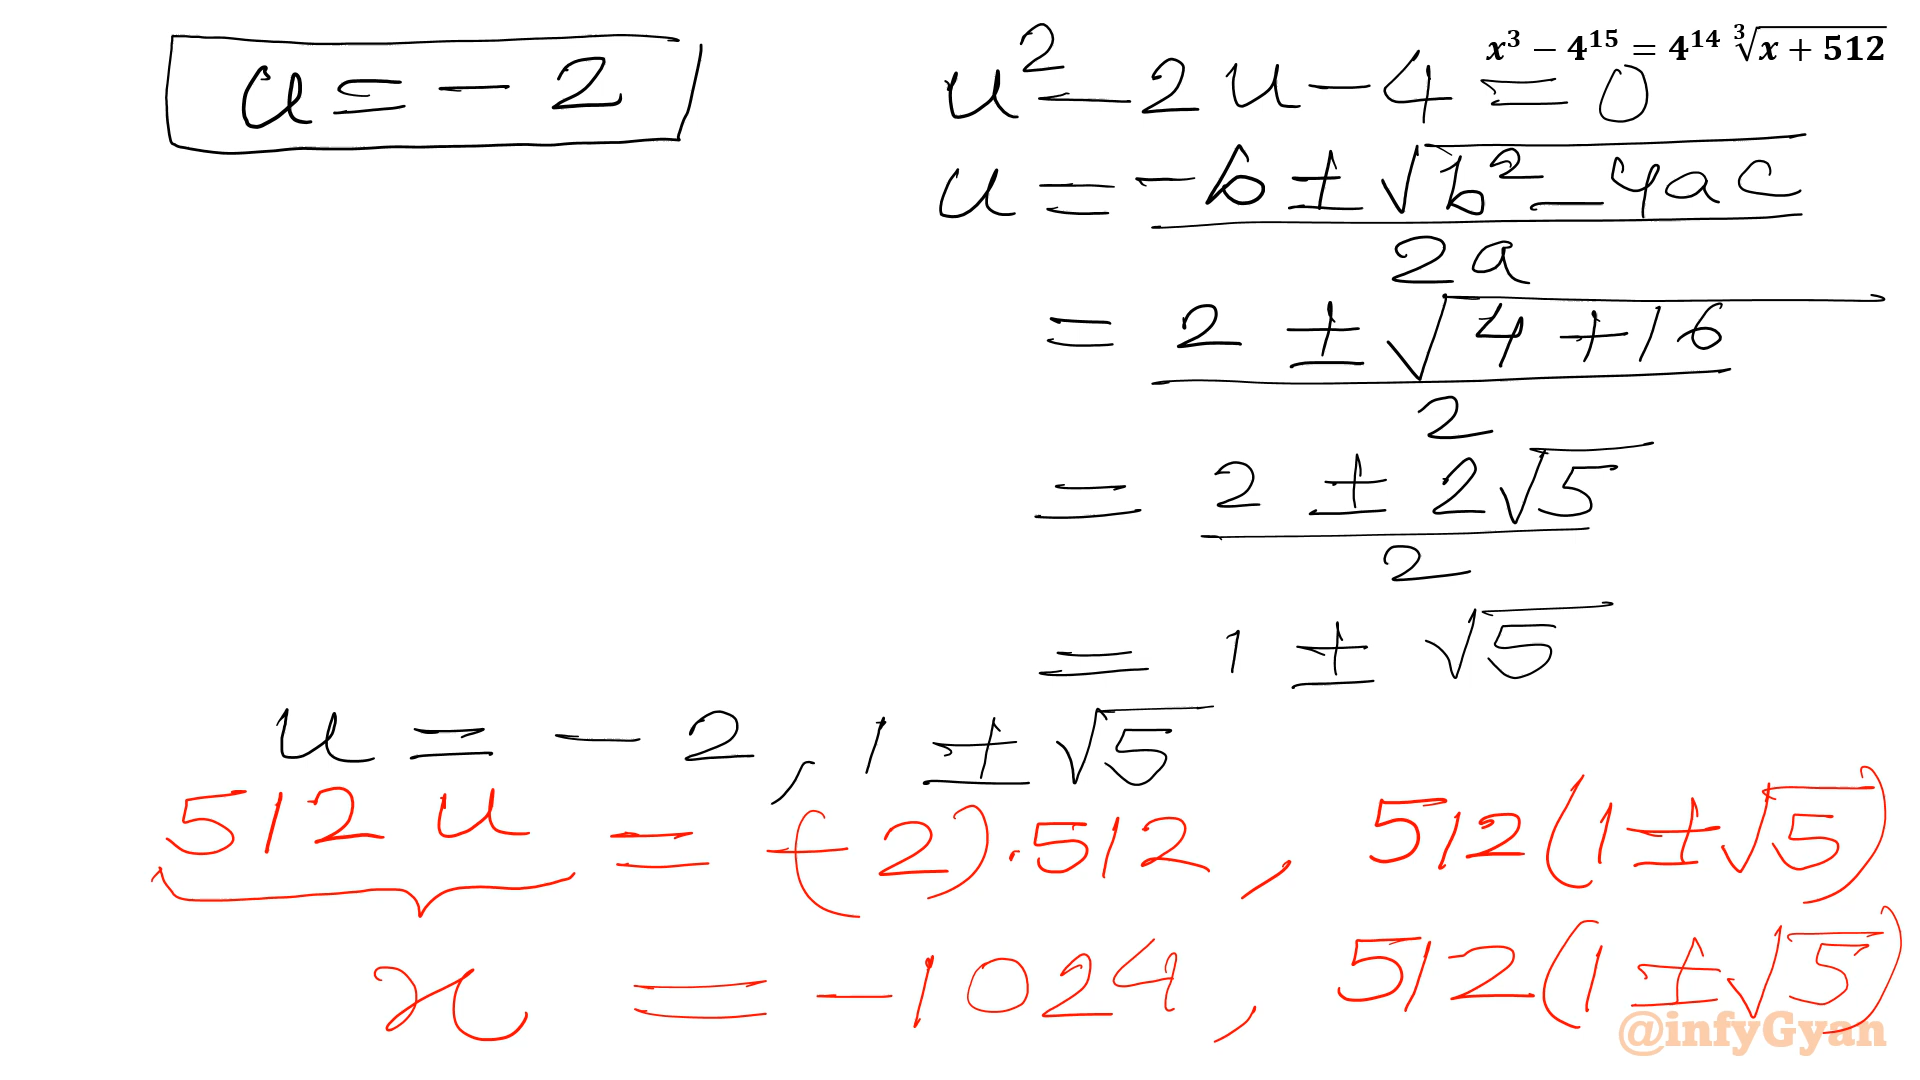 x³ − 4¹⁵ = 4¹⁴ ∛(x + 512)
u = − 2
u² − 2u − 4 = 0
u = (−b ± √(b² − 4ac)) / 2a
= (2 ± √(4 + 16)) / 2
= (2 ± 2√5) / 2
= 1 ± √5
u = − 2 , 1 ± √5
512 u = (−2) · 512 , 512(1 ± √5)
x = −1024 , 512(1 ± √5)
@infyGyan